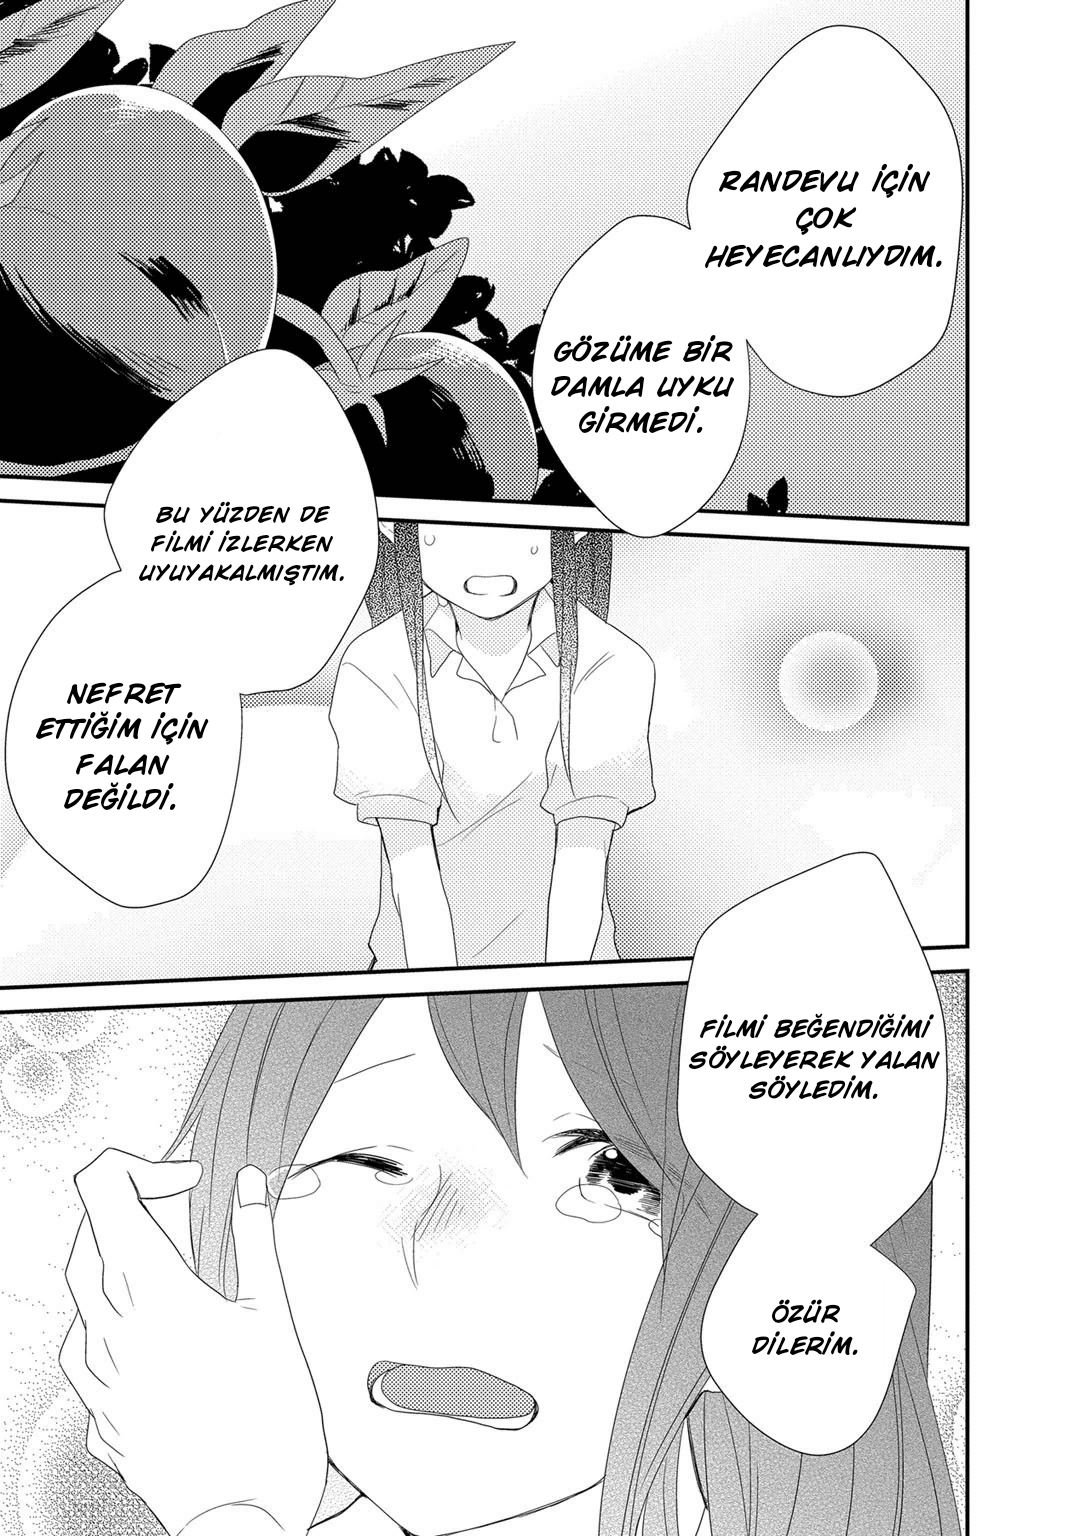 RANDEVU İÇİN
ÇOK
HEYECANLIYDIM.
GÖZÜME BİR
DAMLA UYKU
GİRMEDİ.
BU YÜZDEN DE
FİLMİ İZLERKEN
UYUYAKALMIŞTIM.
NEFRET
ETTİĞİM İÇİN
FALAN
DEĞİLDİ.
FİLMİ BEĞENDİĞİMİ
SÖYLEYEREK YALAN
SÖYLEDİM.
ÖZÜR
DİLERİM.